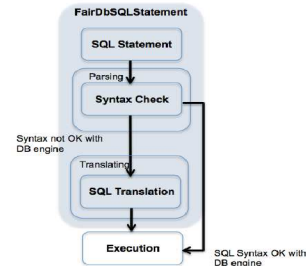 FairDbSQLStatement
SQL Statement
Parsing
Syntax Check
Syntax not OK with
DB engine
Translating
SQL Translation
Execution
SQL Syntax OK with
DB engine